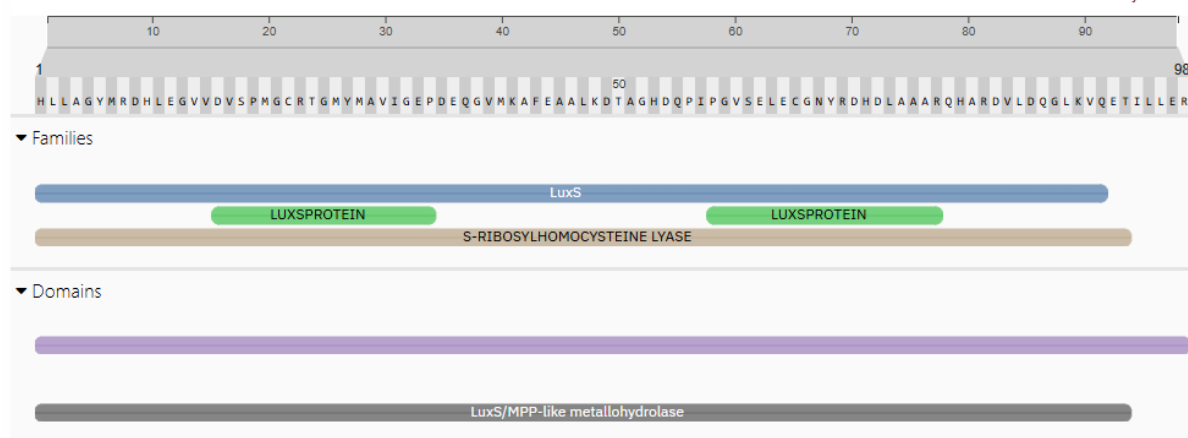 10 20 30 40 50 60 70 80 90
1 98
50
HLLAGYMRDHLEGVVDVSPMGCRTGMYMAVIGEPDEQGVMKAFEAALKDTAGHDQPIPGVSELECGNYRDHDLAAARQHARDVLDQGLKVQETILLER
Families
LuxS
LUXSPROTEIN LUXSPROTEIN
S-RIBOSYLHOMOCYSTEINE LYASE
Domains
LuxS/MPP-like metallohydrolase